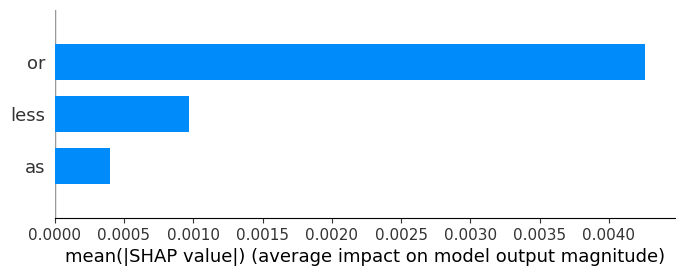 or
less
as
0.0000 0.0005 0.0010 0.0015 0.0020 0.0025 0.0030 0.0035 0.0040
mean(|SHAP value|) (average impact on model output magnitude)